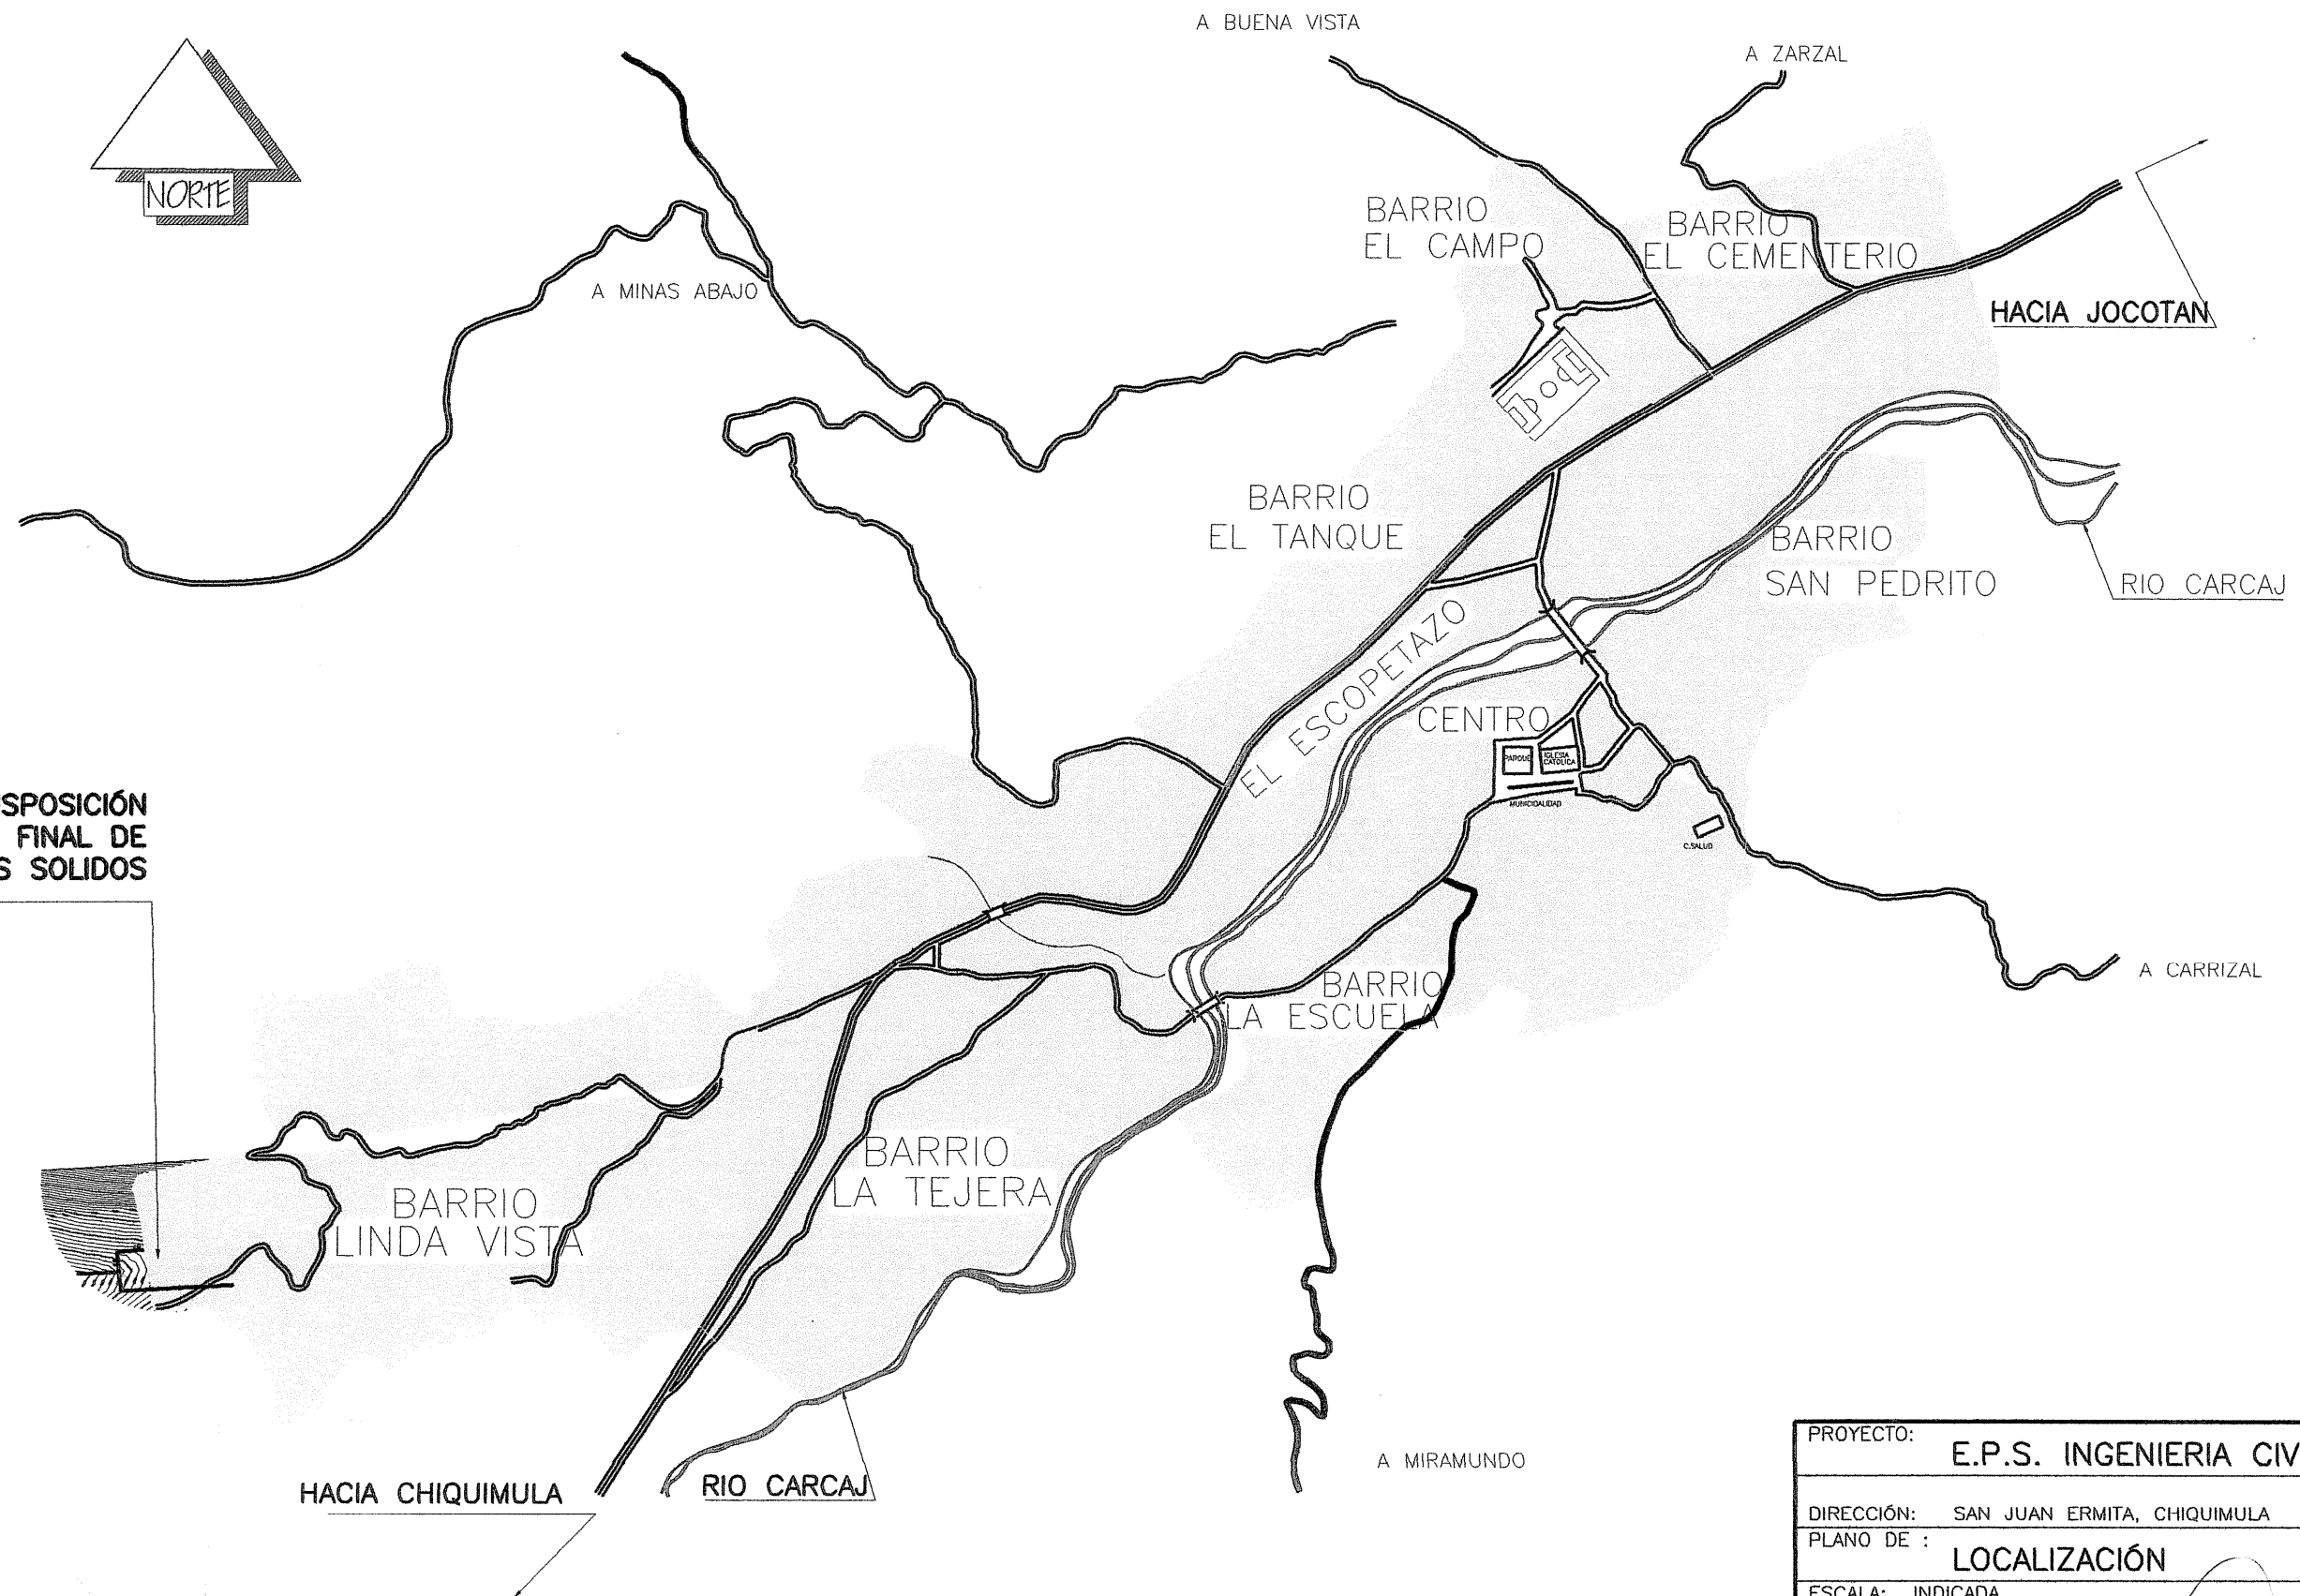 A BUENA VISTA
A ZARZAL
NORTE
BARRIO
EL CAMPO
BARRIO
EL CEMENTERIO
A MINAS ABAJO
HACIA JOCOTAN
BARRIO
EL TANQUE
BARRIO
SAN PEDRITO
RIO CARCAJ
EL ESCOPETAZO
CENTRO
PARQUE
IGLESIA
CATOLICA
MUNICIPALIDAD
C.SALUD
SPOSICIÓN
FINAL DE
S SOLIDOS
A CARRIZAL
BARRIO
LA ESCUELA
BARRIO
LA TEJERA
BARRIO
LINDA VISTA
HACIA CHIQUIMULA
RIO CARCAJ
A MIRAMUNDO
PROYECTO:
E.P.S. INGENIERIA CIV
DIRECCIÓN: SAN JUAN ERMITA, CHIQUIMULA
PLANO DE :
LOCALIZACIÓN
ESCALA: INDICADA